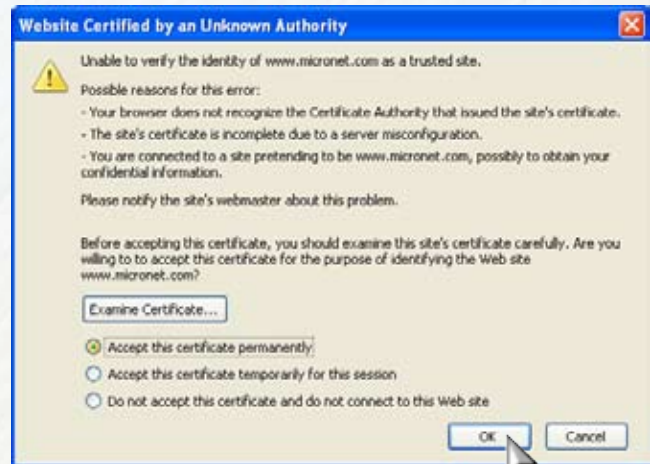 Website Certified by an Unknown Authority
Unable to verify the identity of www.micronet.com as a trusted site.
Possible reasons for this error:
- Your browser does not recognize the Certificate Authority that issued the site's certificate.
- The site's certificate is incomplete due to a server misconfiguration.
- You are connected to a site pretending to be www.micronet.com, possibly to obtain your
confidential information.
Please notify the site's webmaster about this problem.
Before accepting this certificate, you should examine this site's certificate carefully. Are you
willing to to accept this certificate for the purpose of identifying the Web site
www.micronet.com?
Examine Certificate...
Accept this certificate permanently
Accept this certificate temporarily for this session
Do not accept this certificate and do not connect to this Web site
OK Cancel